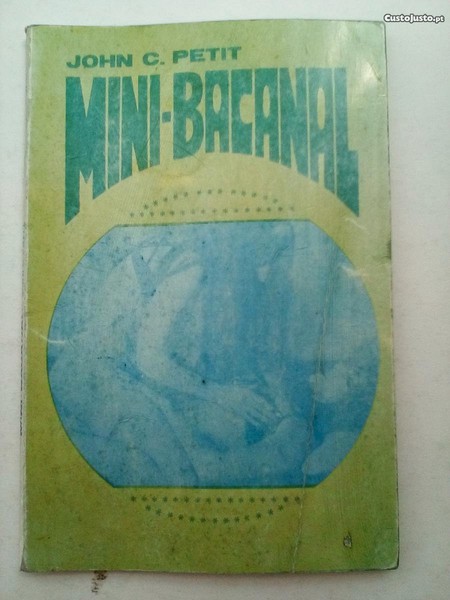 CustoJusto.pt
JOHN C. PETIT
MINI-BACANAL